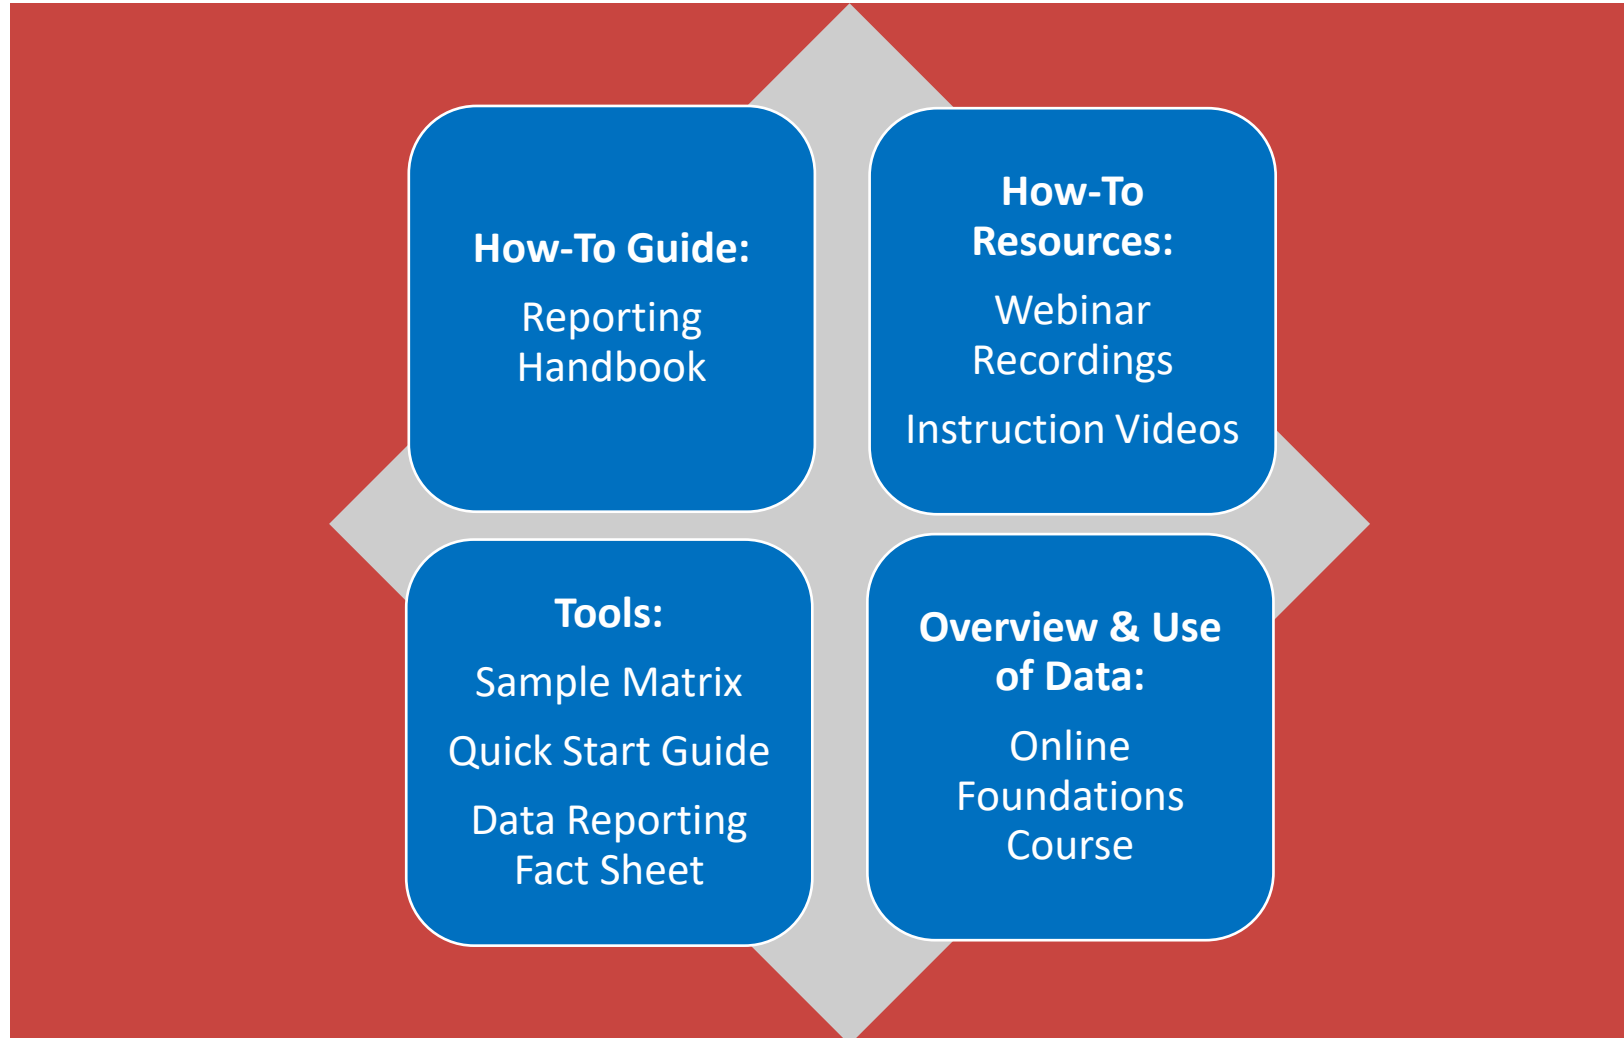 How-To Guide:
Reporting
Handbook
How-To
Resources:
Webinar
Recordings
Instruction Videos
Tools:
Sample Matrix
Quick Start Guide
Data Reporting
Fact Sheet
Overview & Use
of Data:
Online
Foundations
Course